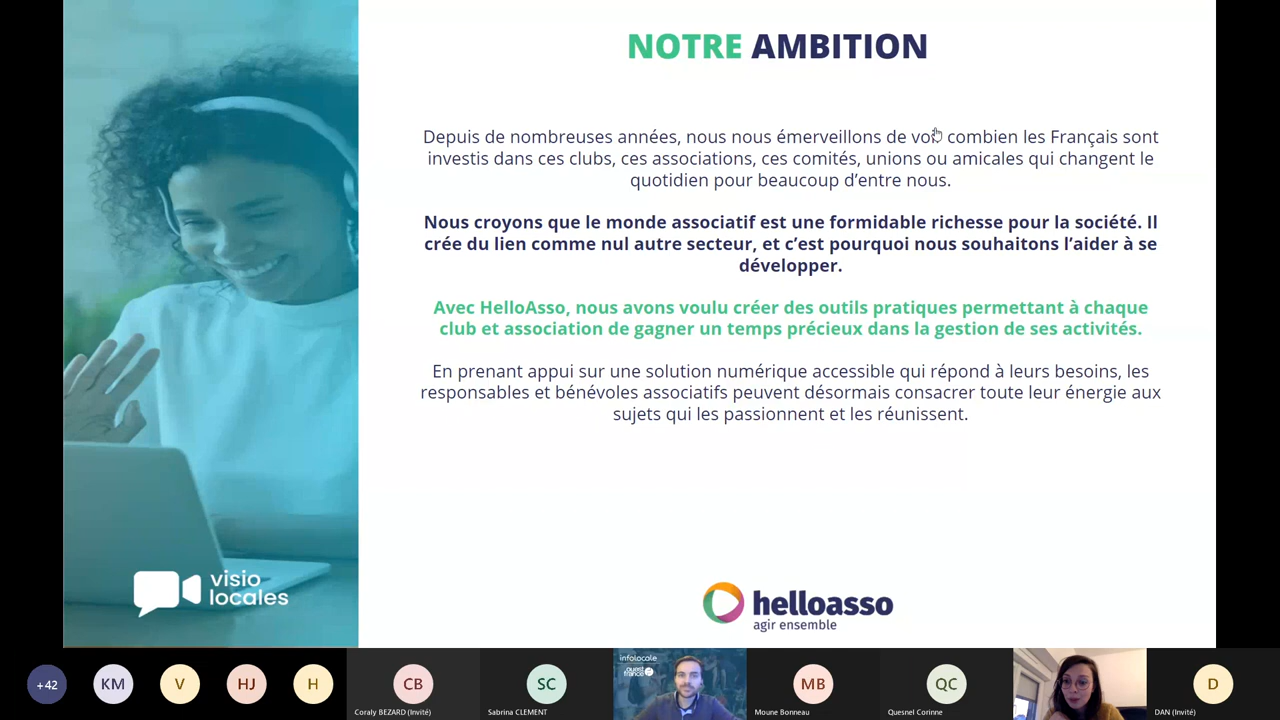 NOTRE AMBITION
Depuis de nombreuses années, nous nous émerveillons de voir combien les Français sont
investis dans ces clubs, ces associations, ces comités, unions ou amicales qui changent le
quotidien pour beaucoup d’entre nous.
Nous croyons que le monde associatif est une formidable richesse pour la société. Il
crée du lien comme nul autre secteur, et c’est pourquoi nous souhaitons l’aider à se
développer.
Avec HelloAsso, nous avons voulu créer des outils pratiques permettant à chaque
club et association de gagner un temps précieux dans la gestion de ses activités.
En prenant appui sur une solution numérique accessible qui répond à leurs besoins, les
responsables et bénévoles associatifs peuvent désormais consacrer toute leur énergie aux
sujets qui les passionnent et les réunissent.
visio
locales
helloasso
agir ensemble
+42
KM
V
HJ
H
CB
Coraly BEZARD (Invité)
SC
Sabrina CLEMENT
infolocale
ouest
france
MB
Moune Bonneau
QC
Quesnel Corinne
D
DAN (Invité)